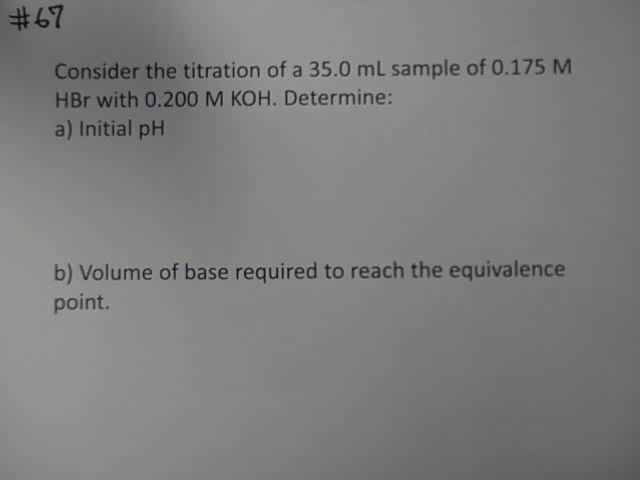 #67
Consider the titration of a 35.0 mL sample of 0.175 M
HBr with 0.200 M KOH. Determine:
a) Initial pH
b) Volume of base required to reach the equivalence
point.